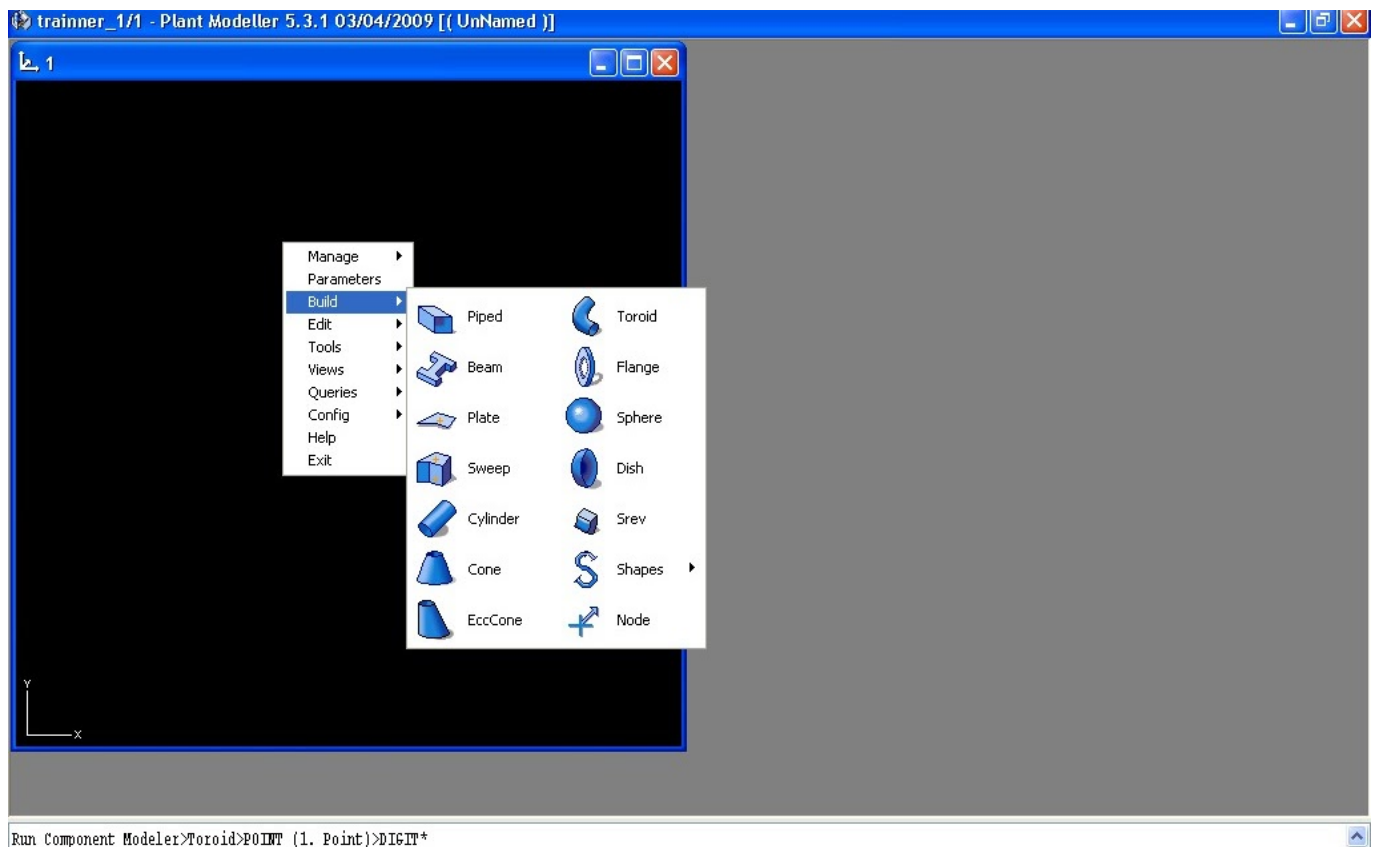 trainner_1/1 - Plant Modeller 5.3.1 03/04/2009 [( UnNamed )]
1
Manage
Parameters
Build
Edit
Tools
Views
Queries
Config
Help
Exit
Piped
Toroid
Beam
Flange
Plate
Sphere
Sweep
Dish
Cylinder
Srev
Cone
Shapes
EccCone
Node
Y
X
Run Component Modeler>Toroid>POINT (1. Point)>DIGIT*